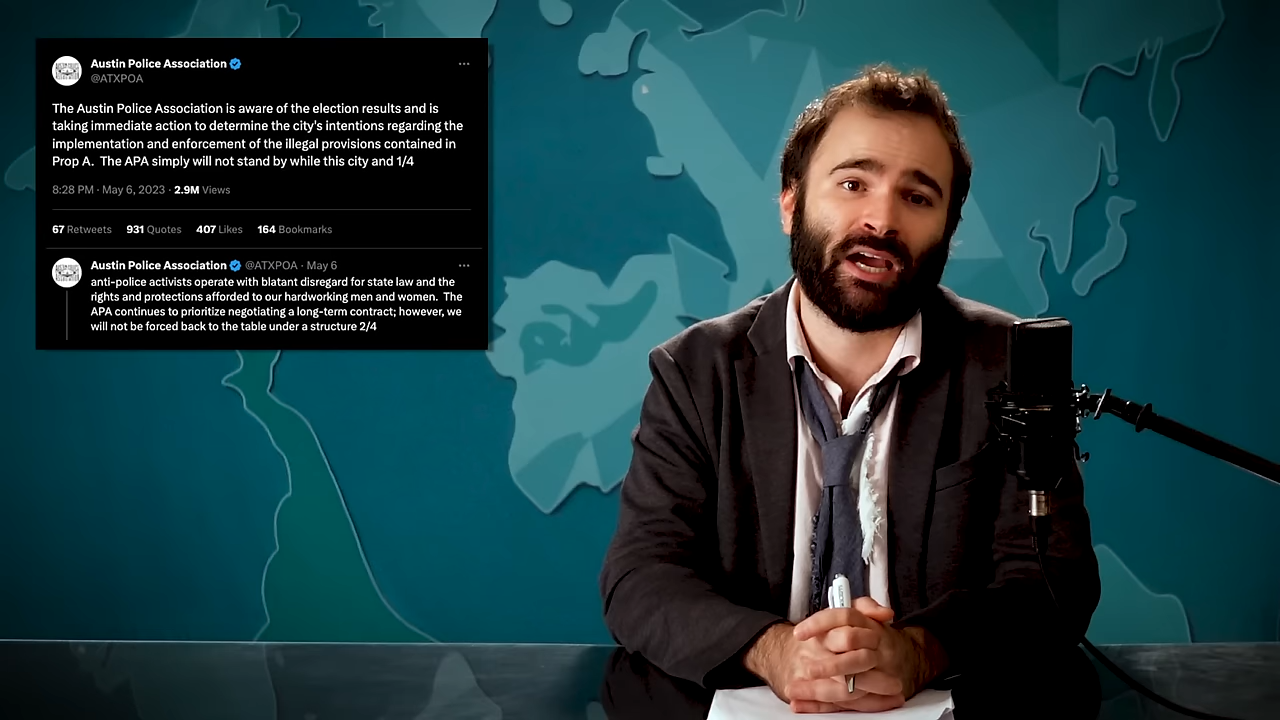 Austin Police Association
@ATXPOA
The Austin Police Association is aware of the election results and is
taking immediate action to determine the city's intentions regarding the
implementation and enforcement of the illegal provisions contained in
Prop A. The APA simply will not stand by while this city and 1/4
8:28 PM · May 6, 2023 · 2.9M Views
67 Retweets 931 Quotes 407 Likes 164 Bookmarks
Austin Police Association @ATXPOA · May 6
anti-police activists operate with blatant disregard for state law and the
rights and protections afforded to our hardworking men and women. The
APA continues to prioritize negotiating a long-term contract; however, we
will not be forced back to the table under a structure 2/4